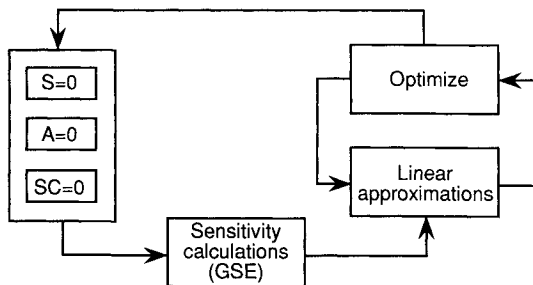 S=0
A=0
SC=0
Optimize
Linear
approximations
Sensitivity
calculations
(GSE)